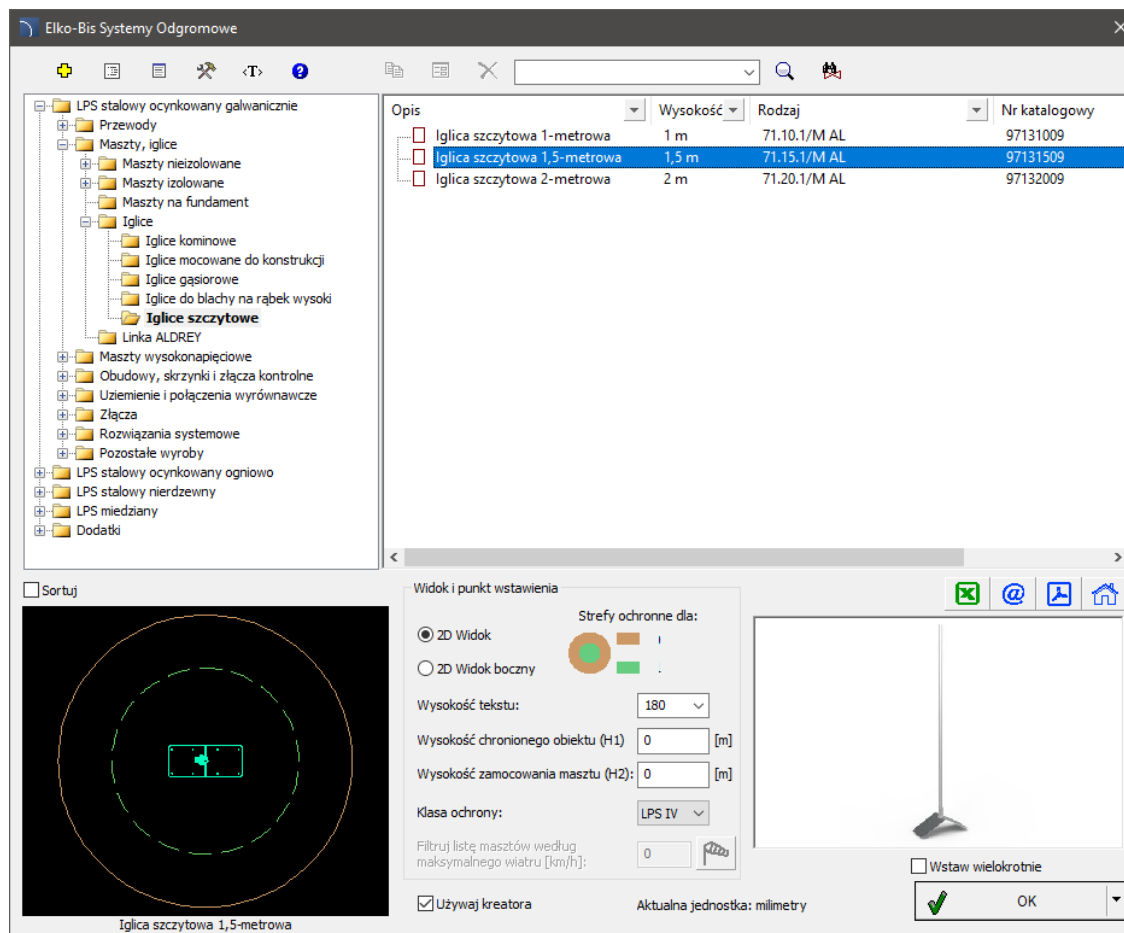 Elko-Bis Systemy Odgromowe
<T>
LPS stalowy ocynkowany galwanicznie
Przewody
Maszty, iglice
Maszty nieizolowane
Maszty izolowane
Maszty na fundament
Iglice
Iglice kominowe
Iglice mocowane do konstrukcji
Iglice gąsiorowe
Iglice do blachy na rąbek wysoki
Iglice szczytowe
Linka ALDREY
Maszty wysokonapięciowe
Obudowy, skrzynki i złącza kontrolne
Uziemienie i połączenia wyrównawcze
Złącza
Rozwiązania systemowe
Pozostałe wyroby
LPS stalowy ocynkowany ogniowo
LPS stalowy nierdzewny
LPS miedziany
Dodatki
Opis Wysokość Rodzaj Nr katalogowy
Iglica szczytowa 1-metrowa 1 m 71.10.1/M AL 97131009
Iglica szczytowa 1,5-metrowa 1,5 m 71.15.1/M AL 97131509
Iglica szczytowa 2-metrowa 2 m 71.20.1/M AL 97132009
Sortuj
Iglica szczytowa 1,5-metrowa
Widok i punkt wstawienia
Strefy ochronne dla:
2D Widok
2D Widok boczny
Wysokość tekstu: 180
Wysokość chronionego obiektu (H1) 0 [m]
Wysokość zamocowania masztu (H2): 0 [m]
Klasa ochrony: LPS IV
Filtruj listę masztów według
maksymalnego wiatru [km/h]: 0
Używaj kreatora
Aktualna jednostka: milimetry
Wstaw wielokrotnie
OK